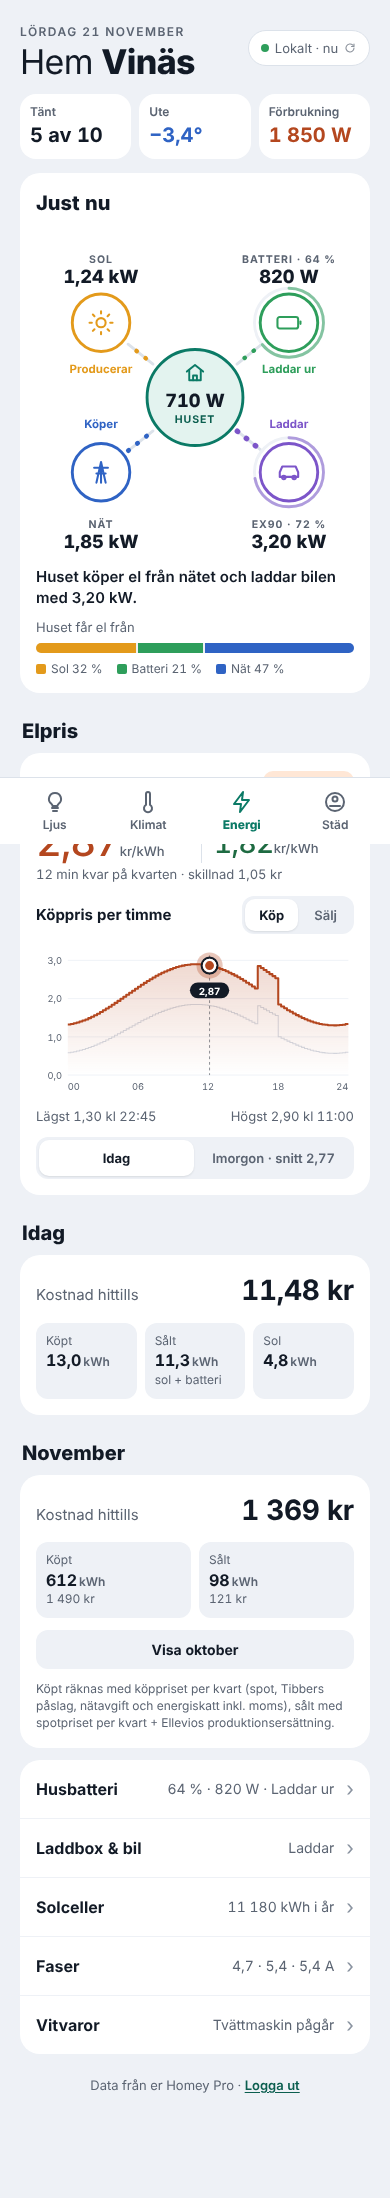 LÖRDAG 21 NOVEMBER
Hem Vinäs
Lokalt · nu
Tänt
5 av 10
Ute
−3,4°
Förbrukning
1 850 W
Just nu
SOL
1,24 kW
BATTERI · 64 %
820 W
Producerar
Laddar ur
710 W
HUSET
Köper
Laddar
NÄT
1,85 kW
EX90 · 72 %
3,20 kW
Huset köper el från nätet och laddar bilen
med 3,20 kW.
Huset får el från
Sol 32 %
Batteri 21 %
Nät 47 %
Elpris
Ljus
Klimat
Energi
Städ
2,87 kr/kWh
1,82 kr/kWh
12 min kvar på kvarten · skillnad 1,05 kr
Köppris per timme
Köp
Sälj
3,0
2,0
1,0
0,0
2,87
00
06
12
18
24
Lägst 1,30 kl 22:45
Högst 2,90 kl 11:00
Idag
Imorgon · snitt 2,77
Idag
Kostnad hittills
11,48 kr
Köpt
13,0 kWh
Sålt
11,3 kWh
sol + batteri
Sol
4,8 kWh
November
Kostnad hittills
1 369 kr
Köpt
612 kWh
1 490 kr
Sålt
98 kWh
121 kr
Visa oktober
Köpt räknas med köppriset per kvart (spot, Tibbers
påslag, nätavgift och energiskatt inkl. moms), sålt med
spotpriset per kvart + Ellevios produktionsersättning.
Husbatteri
64 % · 820 W · Laddar ur
Laddbox & bil
Laddar
Solceller
11 180 kWh i år
Faser
4,7 · 5,4 · 5,4 A
Vitvaror
Tvättmaskin pågår
Data från er Homey Pro · Logga ut